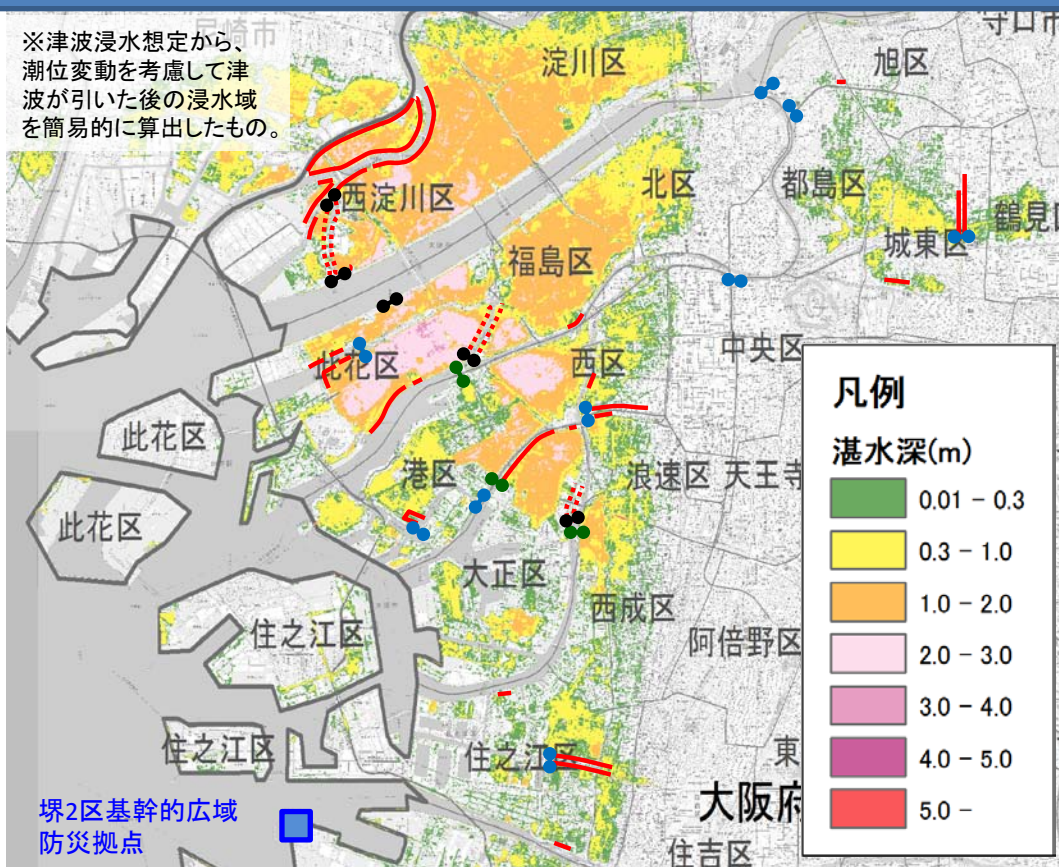 ※津波浸水想定から、
潮位変動を考慮して津
波が引いた後の浸水域
を簡易的に算出したもの。
尼崎市
守口市
淀川区
旭区
西淀川区
北区
都島区
鶴見区
城東区
福島区
此花区
西区
中央区
此花区
港区
浪速区
天王寺
此花区
大正区
西成区
住之江区
阿倍野区
住之江区
住之江区
東
大阪府
住吉区
堺2区基幹的広域
防災拠点
凡例
湛水深(m)
0.01 - 0.3
0.3 - 1.0
1.0 - 2.0
2.0 - 3.0
3.0 - 4.0
4.0 - 5.0
5.0 -